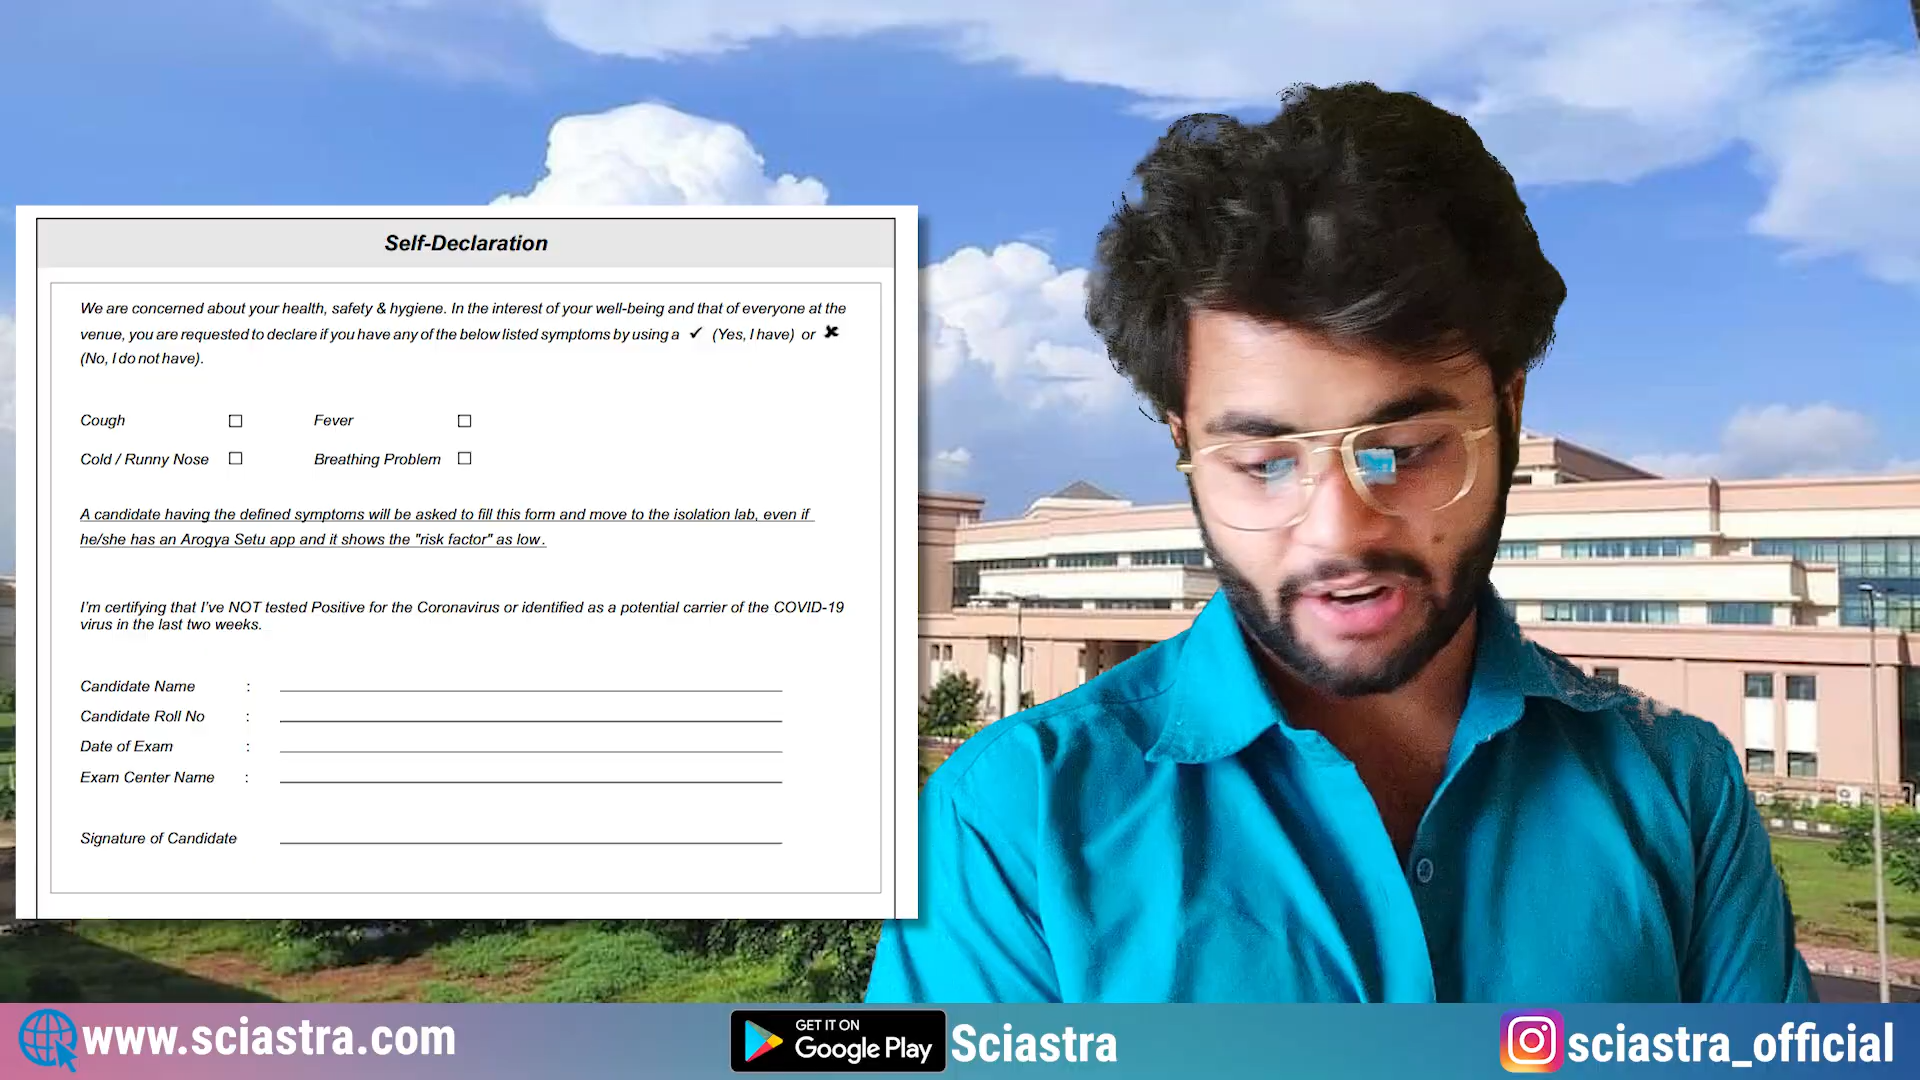 Self-Declaration
We are concerned about your health, safety & hygiene. In the interest of your well-being and that of everyone at the
venue, you are requested to declare if you have any of the below listed symptoms by using a ✓ (Yes, I have) or ✖
(No, I do not have).
Cough ☐ Fever ☐
Cold / Runny Nose ☐ Breathing Problem ☐
A candidate having the defined symptoms will be asked to fill this form and move to the isolation lab, even if
he/she has an Arogya Setu app and it shows the "risk factor" as low.
I'm certifying that I've NOT tested Positive for the Coronavirus or identified as a potential carrier of the COVID-19
virus in the last two weeks.
Candidate Name :
Candidate Roll No :
Date of Exam :
Exam Center Name :
Signature of Candidate
www.sciastra.com
GET IT ON
Google Play
Sciastra
sciastra_official